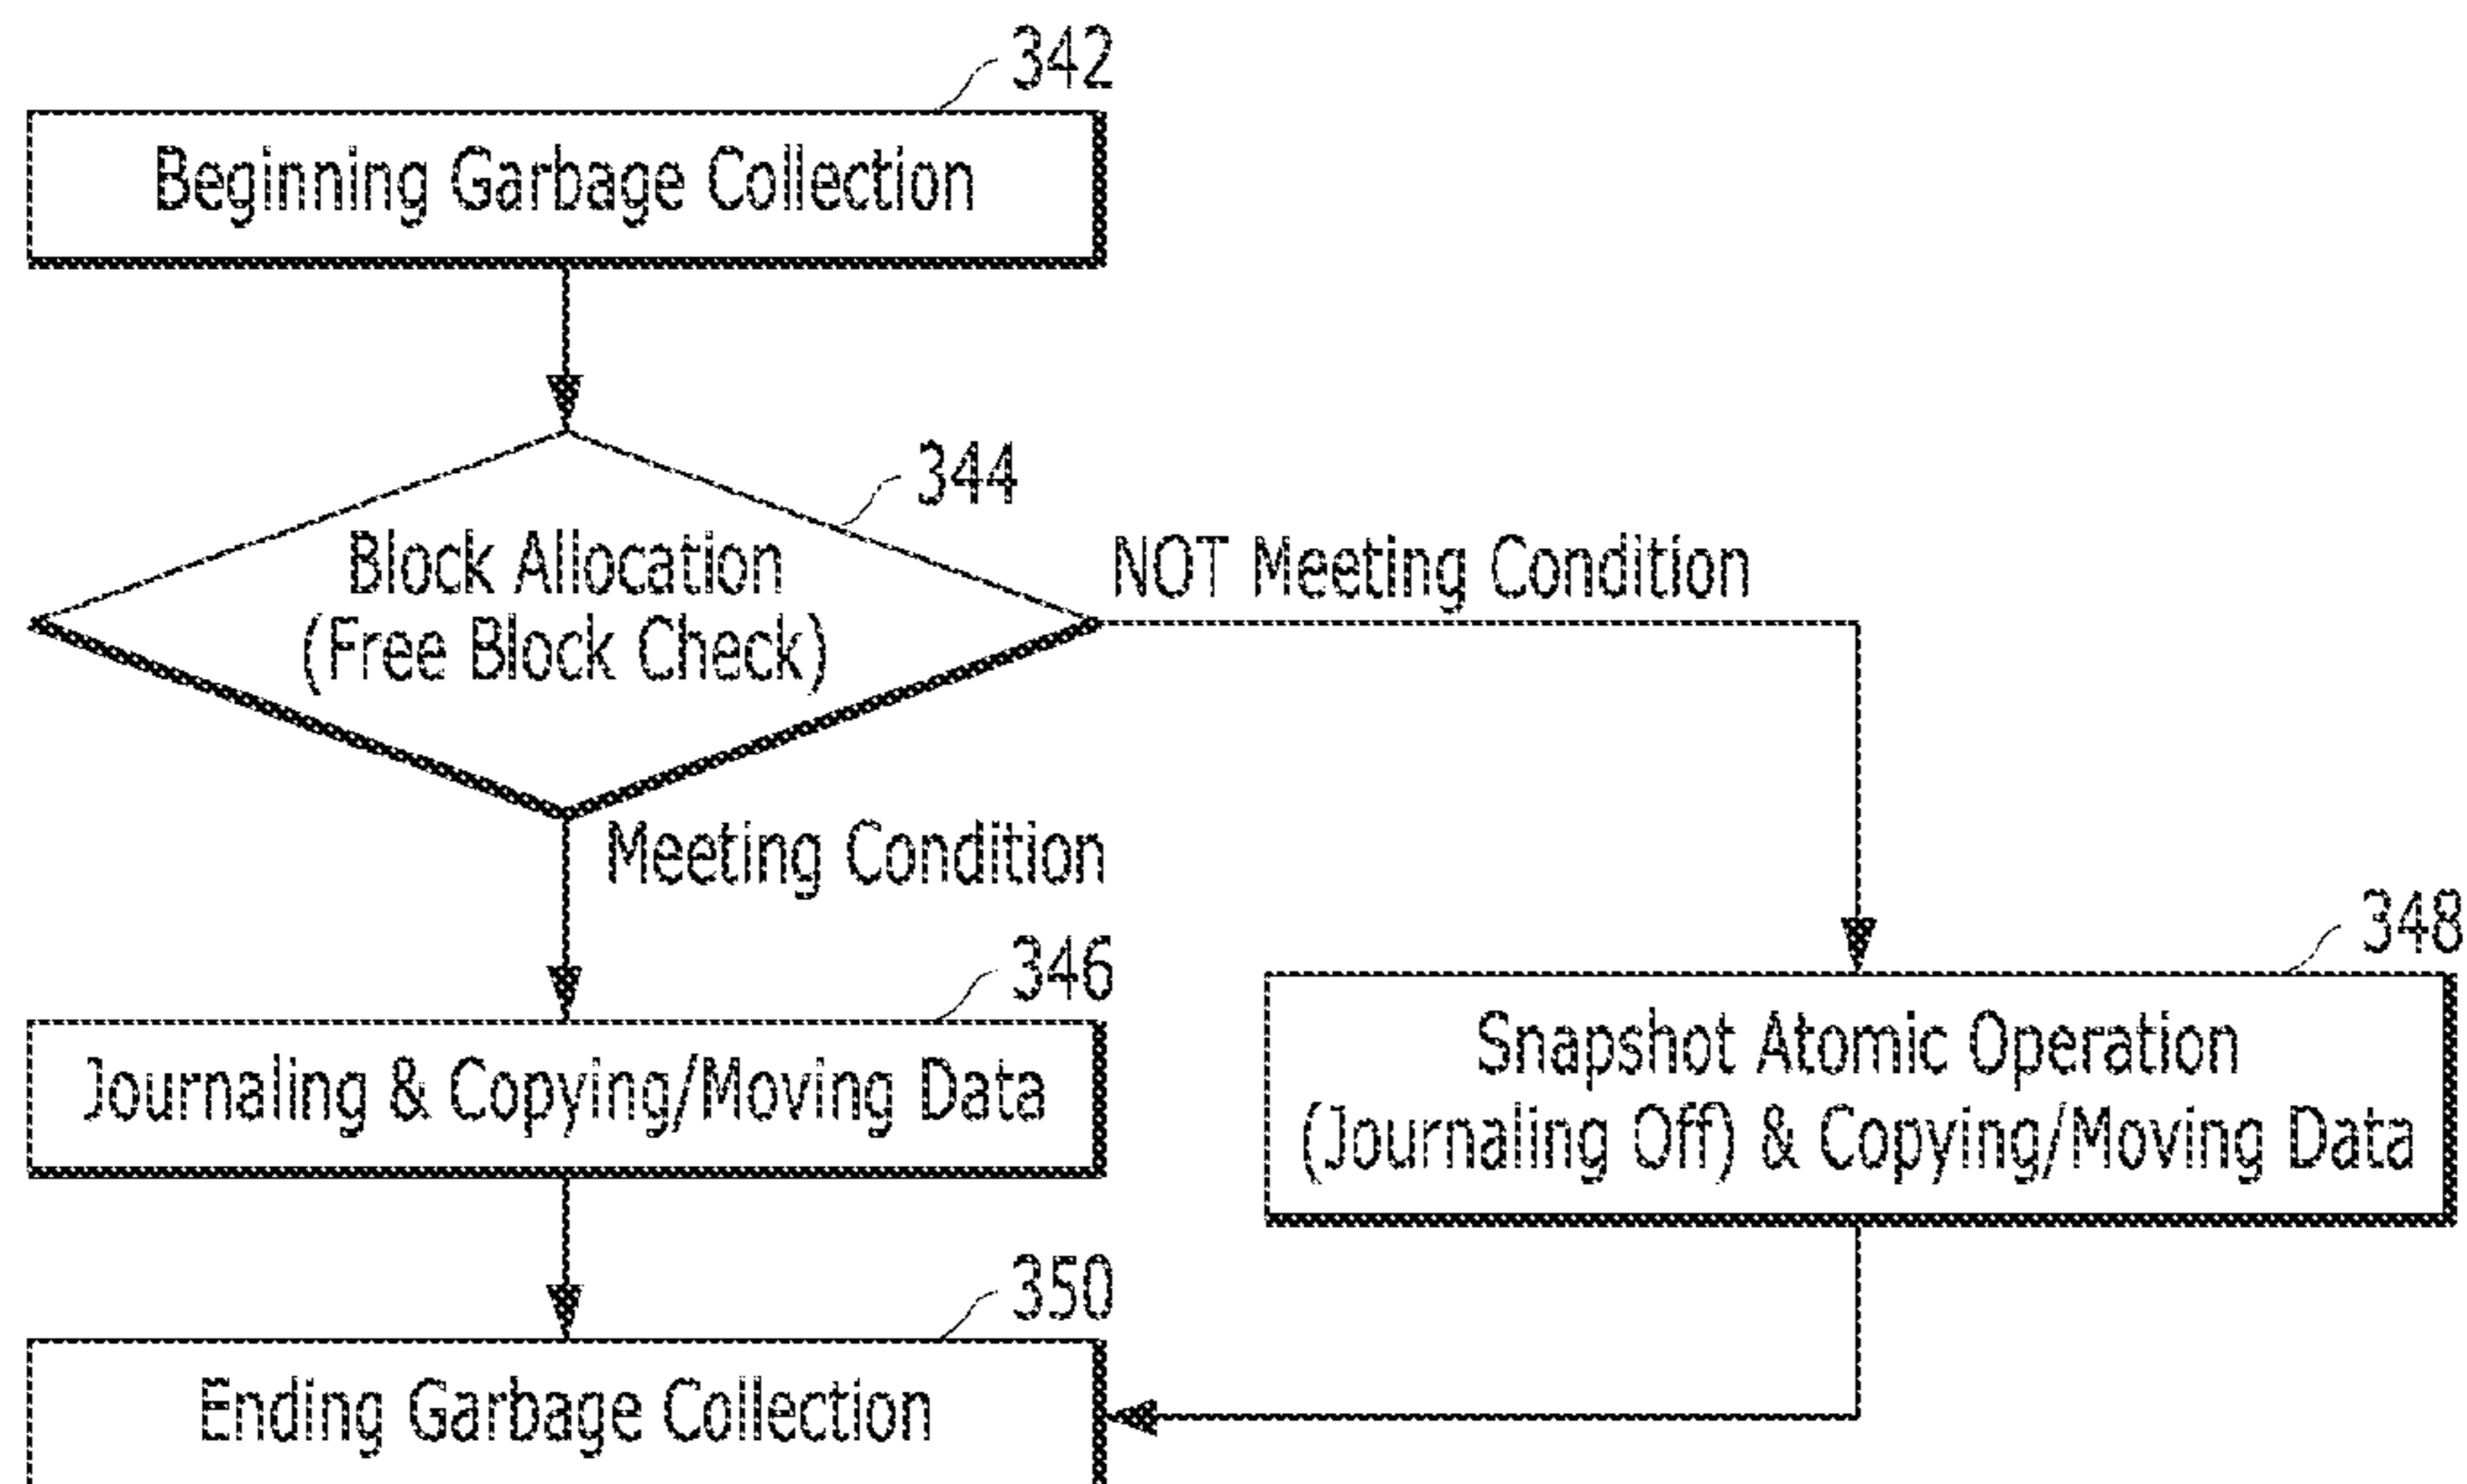 342
Beginning Garbage Collection
344
Block Allocation
(Free Block Check)
NOT Meeting Condition
Meeting Condition
346
Journaling & Copying/Moving Data
348
Snapshot Atomic Operation
(Journaling Off) & Copying/Moving Data
350
Ending Garbage Collection